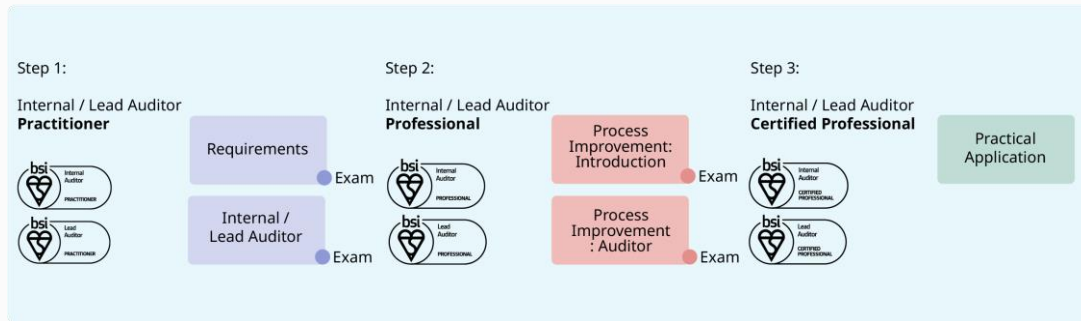 Step 1:
Internal / Lead Auditor
Practitioner
bsi
Internal
Auditor
PRACTITIONER
bsi
Lead
Auditor
PRACTITIONER
Requirements
Exam
Internal /
Lead Auditor
Exam
Step 2:
Internal / Lead Auditor
Professional
bsi
Internal
Auditor
PROFESSIONAL
bsi
Lead
Auditor
PROFESSIONAL
Process
Improvement:
Introduction
Exam
Process
Improvement
: Auditor
Exam
Step 3:
Internal / Lead Auditor
Certified Professional
bsi
Internal
Auditor
CERTIFIED
PROFESSIONAL
bsi
Lead
Auditor
CERTIFIED
PROFESSIONAL
Practical
Application